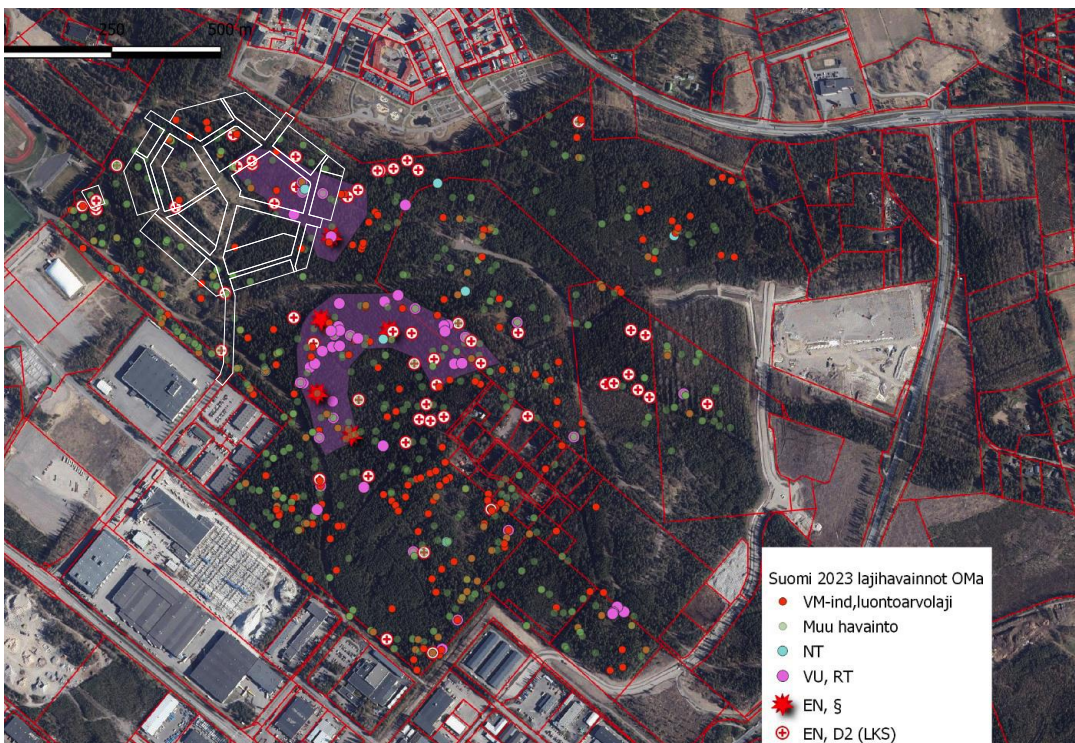 250
500 m
Suomi 2023 lajihavainnot OMa
VM-ind,luontoarvolaji
Muu havainto
NT
VU, RT
EN, §
EN, D2 (LKS)